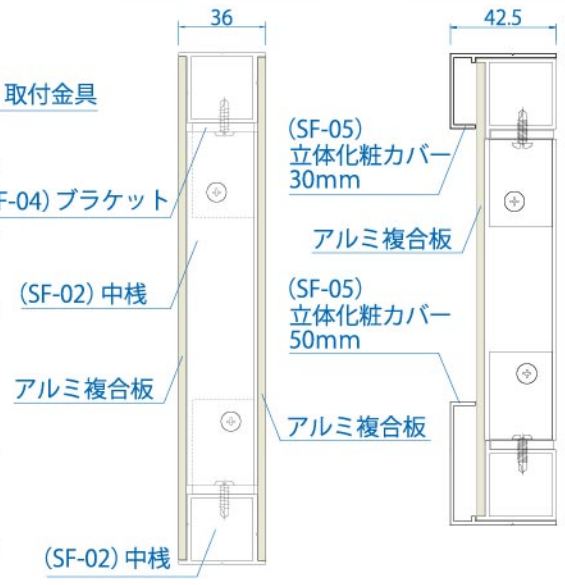 36
42.5
取付金具
(SF-05)
立体化粧カバー
30mm
F-04) ブラケット
アルミ複合板
(SF-02) 中桟
(SF-05)
立体化粧カバー
50mm
アルミ複合板
アルミ複合板
(SF-02) 中桟